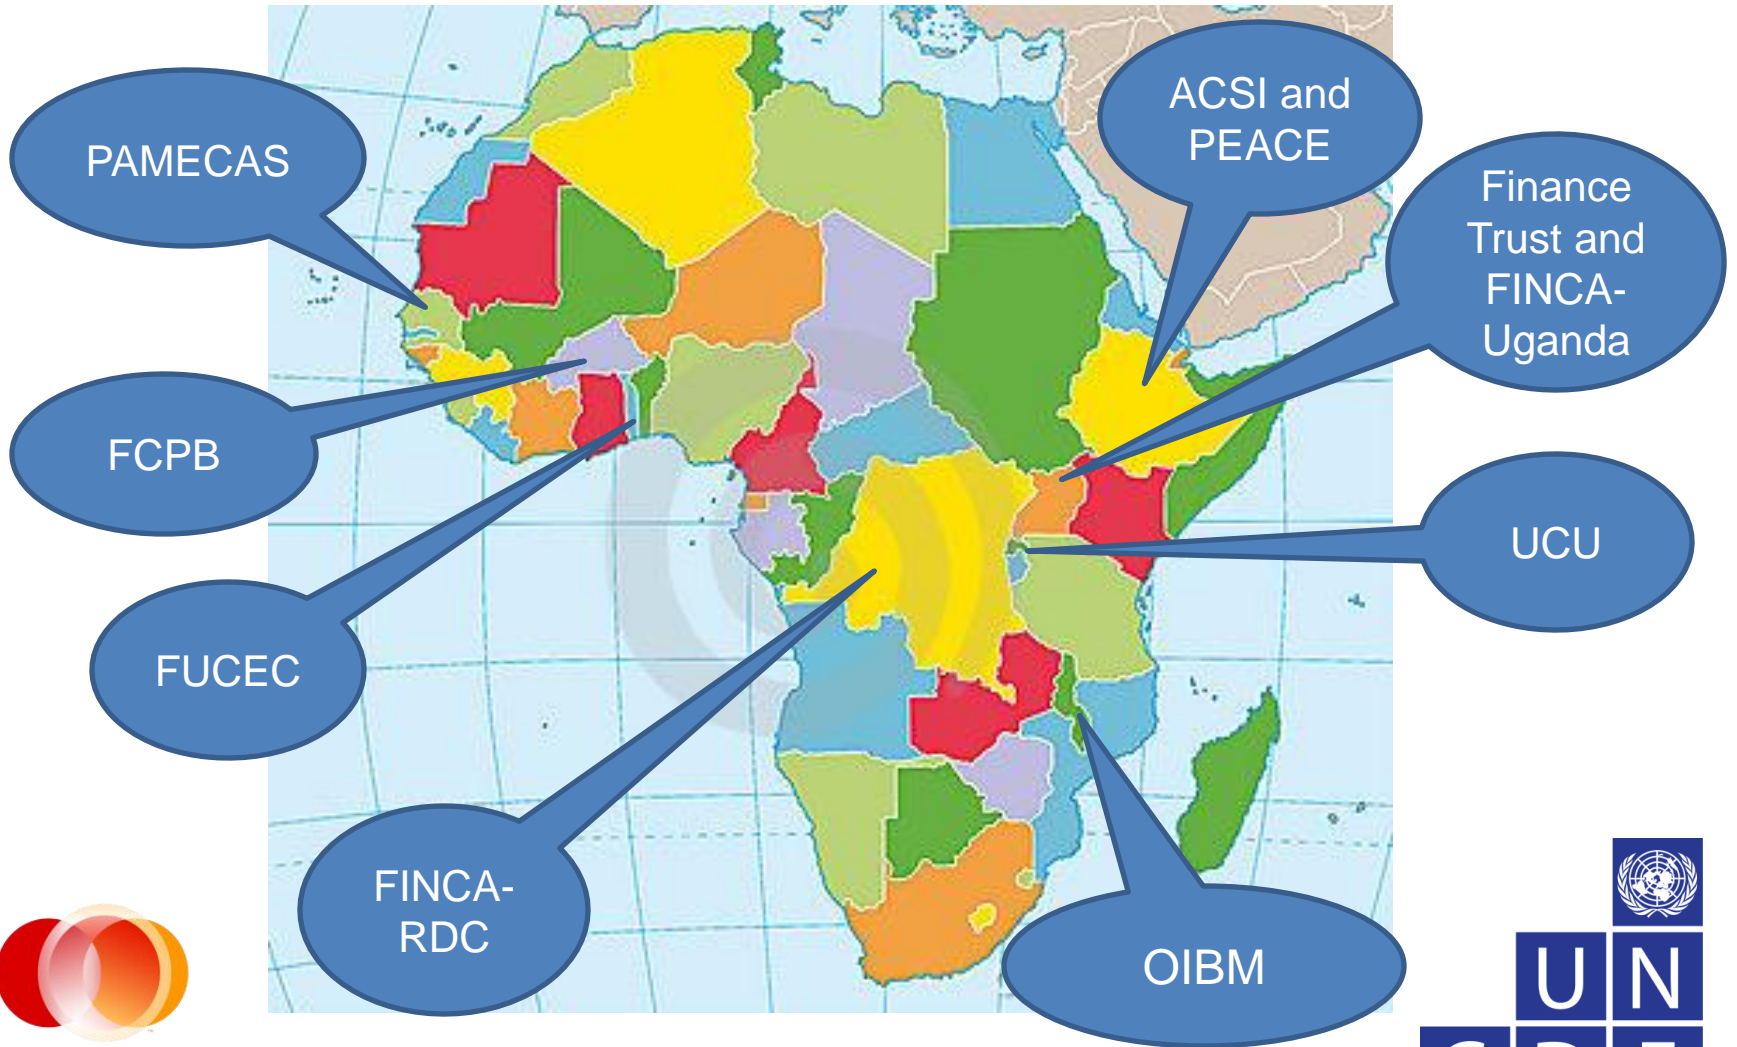 PAMECAS
ACSI and
PEACE
Finance
Trust and
FINCA-
Uganda
FCPB
UCU
FUCEC
FINCA-
RDC
OIBM
U N
C D F